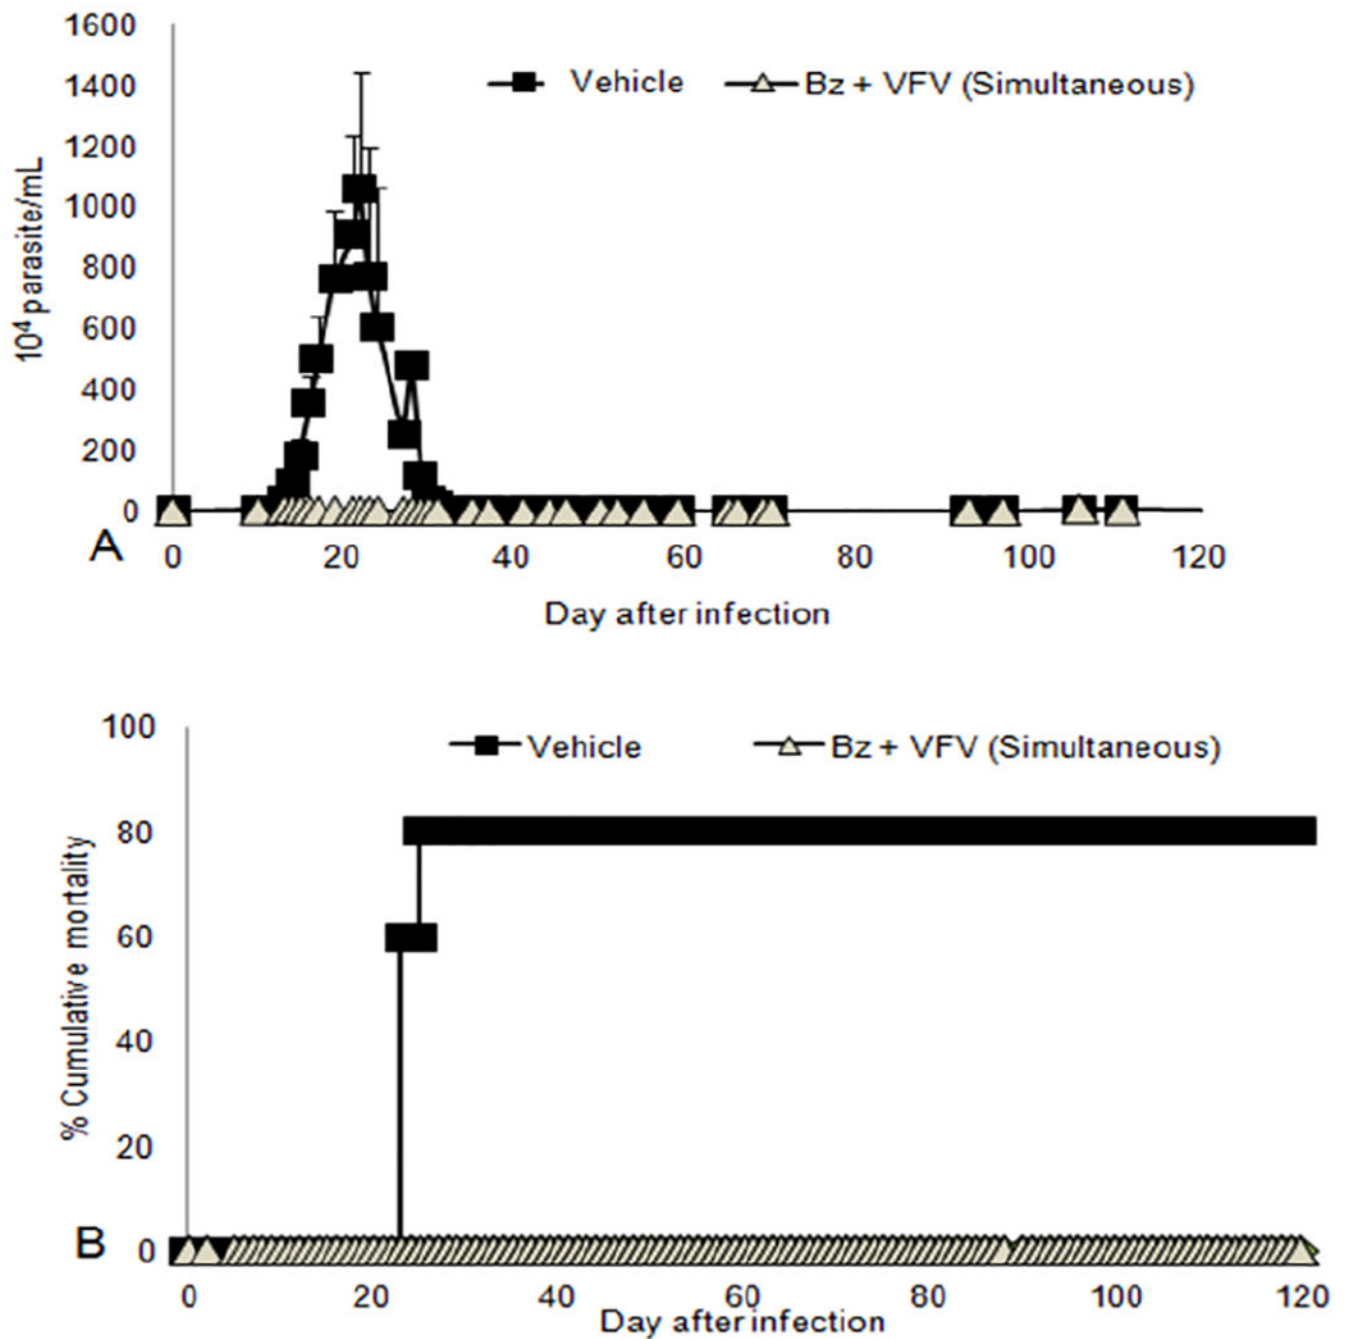 1600
1400
1200
1000
800
600
400
200
0
10⁴ parasite/mL
Vehicle
Bz + VFV (Simultaneous)
A
0 20 40 60 80 100 120
Day after infection
100
80
60
40
20
0
% Cumulative mortality
Vehicle
Bz + VFV (Simultaneous)
B
0 20 40 60 80 100 120
Day after infection